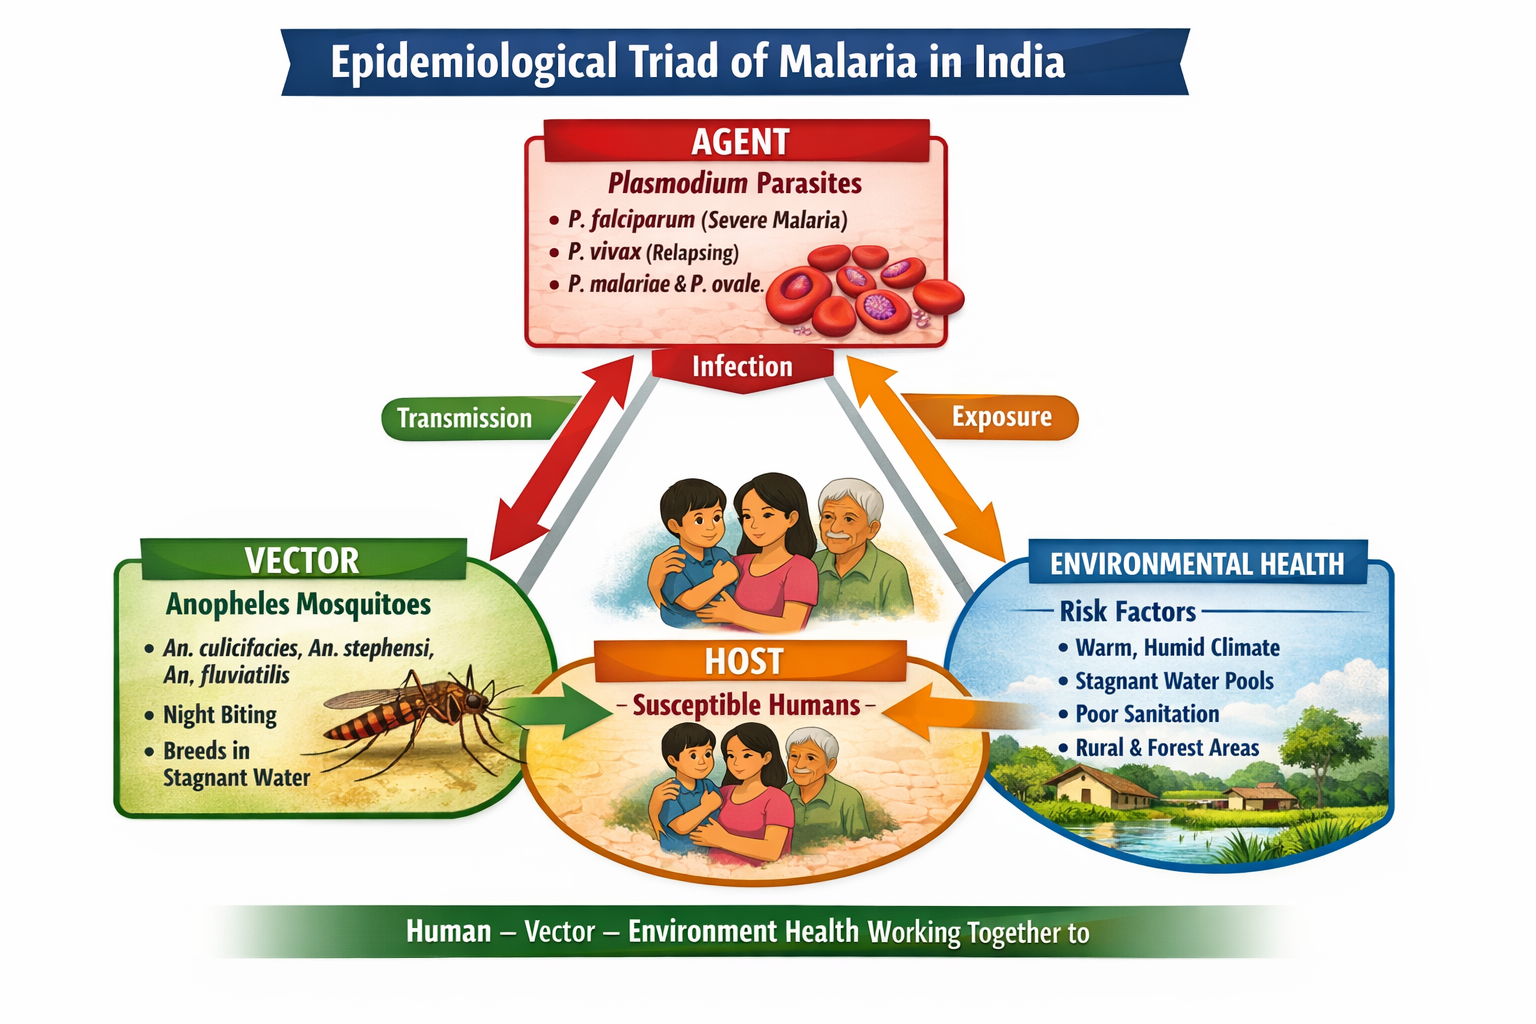 Epidemiological Triad of Malaria in India
AGENT
Plasmodium Parasites
• P. falciparum (Severe Malaria)
• P. vivax (Relapsing)
• P. malariae & P. ovale.
Infection
Transmission
Exposure
VECTOR
Anopheles Mosquitoes
• An. culicifacies, An. stephensi,
An, fluviatilis
• Night Biting
• Breeds in
Stagnant Water
HOST
– Susceptible Humans –
ENVIRONMENTAL HEALTH
Risk Factors
• Warm, Humid Climate
• Stagnant Water Pools
• Poor Sanitation
• Rural & Forest Areas
Human – Vector – Environment Health Working Together to